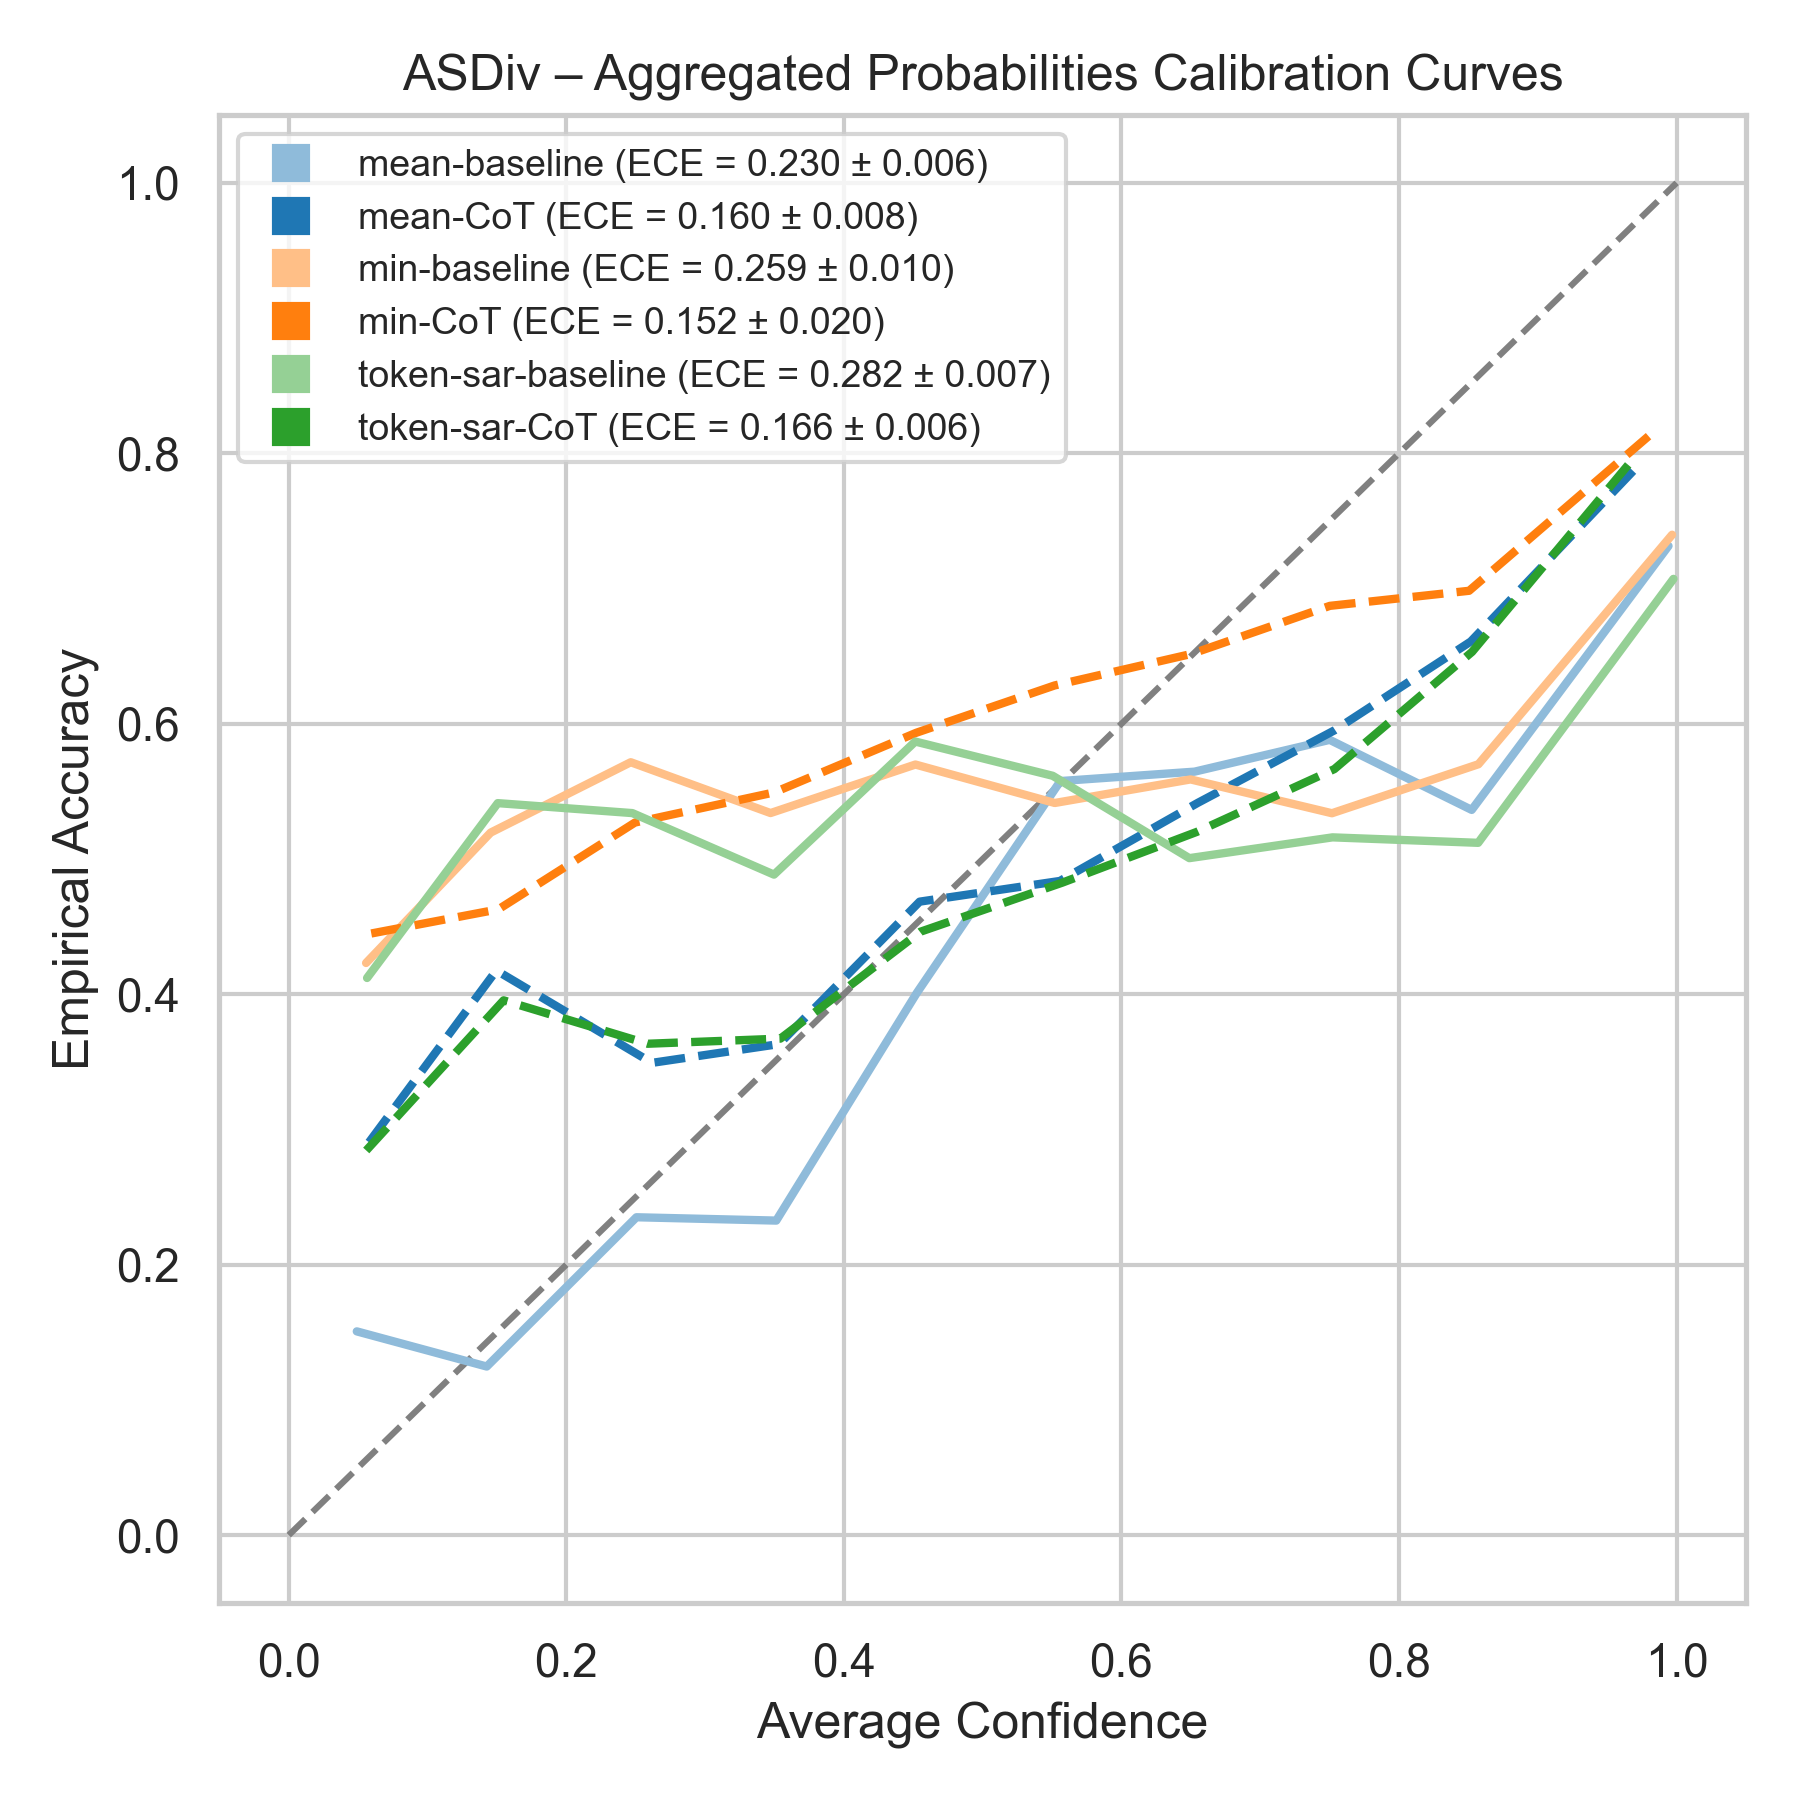 ASDiv – Aggregated Probabilities Calibration Curves
mean-baseline (ECE = 0.230 ± 0.006)
mean-CoT (ECE = 0.160 ± 0.008)
min-baseline (ECE = 0.259 ± 0.010)
min-CoT (ECE = 0.152 ± 0.020)
token-sar-baseline (ECE = 0.282 ± 0.007)
token-sar-CoT (ECE = 0.166 ± 0.006)
1.0
0.8
0.6
0.4
0.2
0.0
Empirical Accuracy
0.0 0.2 0.4 0.6 0.8 1.0
Average Confidence